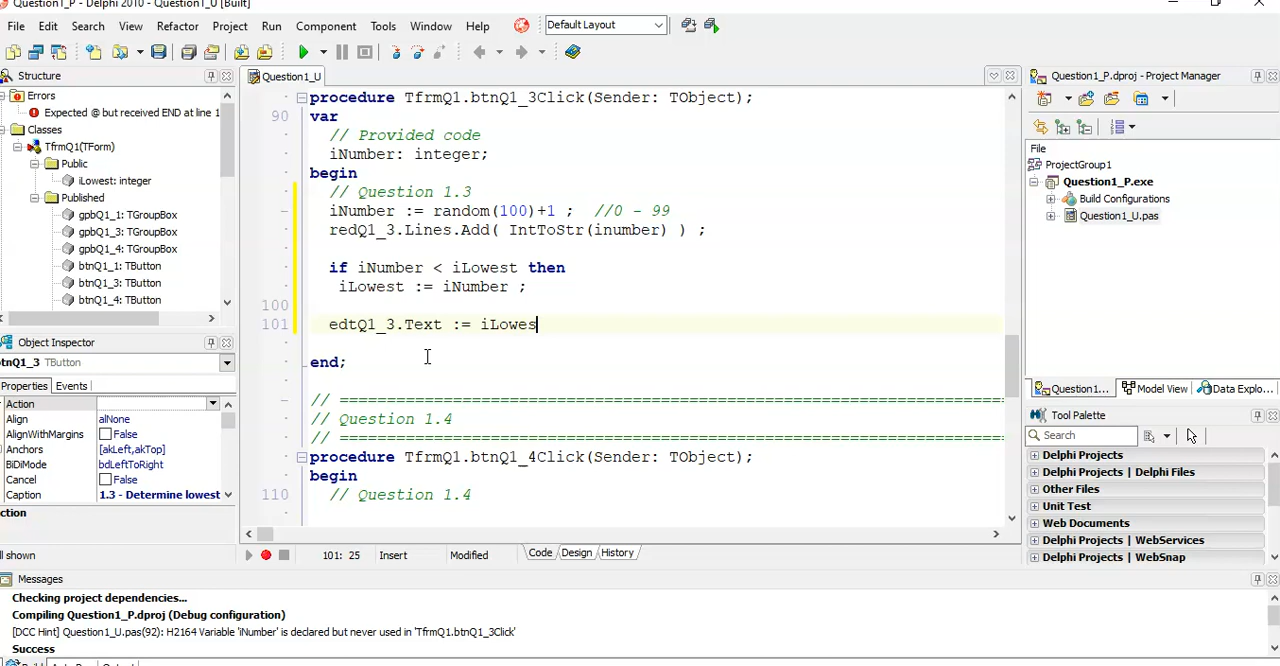 Question1_P - Delphi 2010 - Question1_U [Built]
File Edit Search View Refactor Project Run Component Tools Window Help Default Layout
Structure
Errors
Expected @ but received END at line 1
Classes
TfrmQ1(TForm)
Public
iLowest: integer
Published
gpbQ1_1: TGroupBox
gpbQ1_3: TGroupBox
gpbQ1_4: TGroupBox
btnQ1_1: TButton
btnQ1_3: TButton
btnQ1_4: TButton
Object Inspector
tnQ1_3 TButton
Properties Events
Action
Align alNone
AlignWithMargins False
Anchors [akLeft,akTop]
BiDiMode bdLeftToRight
Cancel False
Caption 1.3 - Determine lowest
ction
ll shown
Question1_U
procedure TfrmQ1.btnQ1_3Click(Sender: TObject);
90 var
// Provided code
iNumber: integer;
begin
// Question 1.3
iNumber := random(100)+1 ; //0 - 99
redQ1_3.Lines.Add( IntToStr(inumber) ) ;
if iNumber < iLowest then
iLowest := iNumber ;
100
101 edtQ1_3.Text := iLowes
end;
// =======================================================================
// Question 1.4
// =======================================================================
procedure TfrmQ1.btnQ1_4Click(Sender: TObject);
begin
110 // Question 1.4
101: 25 Insert Modified Code Design History
Question1_P.dproj - Project Manager
File
ProjectGroup1
Question1_P.exe
Build Configurations
Question1_U.pas
Question1... Model View Data Explo...
Tool Palette
Search
Delphi Projects
Delphi Projects | Delphi Files
Other Files
Unit Test
Web Documents
Delphi Projects | WebServices
Delphi Projects | WebSnap
Messages
Checking project dependencies...
Compiling Question1_P.dproj (Debug configuration)
[DCC Hint] Question1_U.pas(92): H2164 Variable 'iNumber' is declared but never used in 'TfrmQ1.btnQ1_3Click'
Success